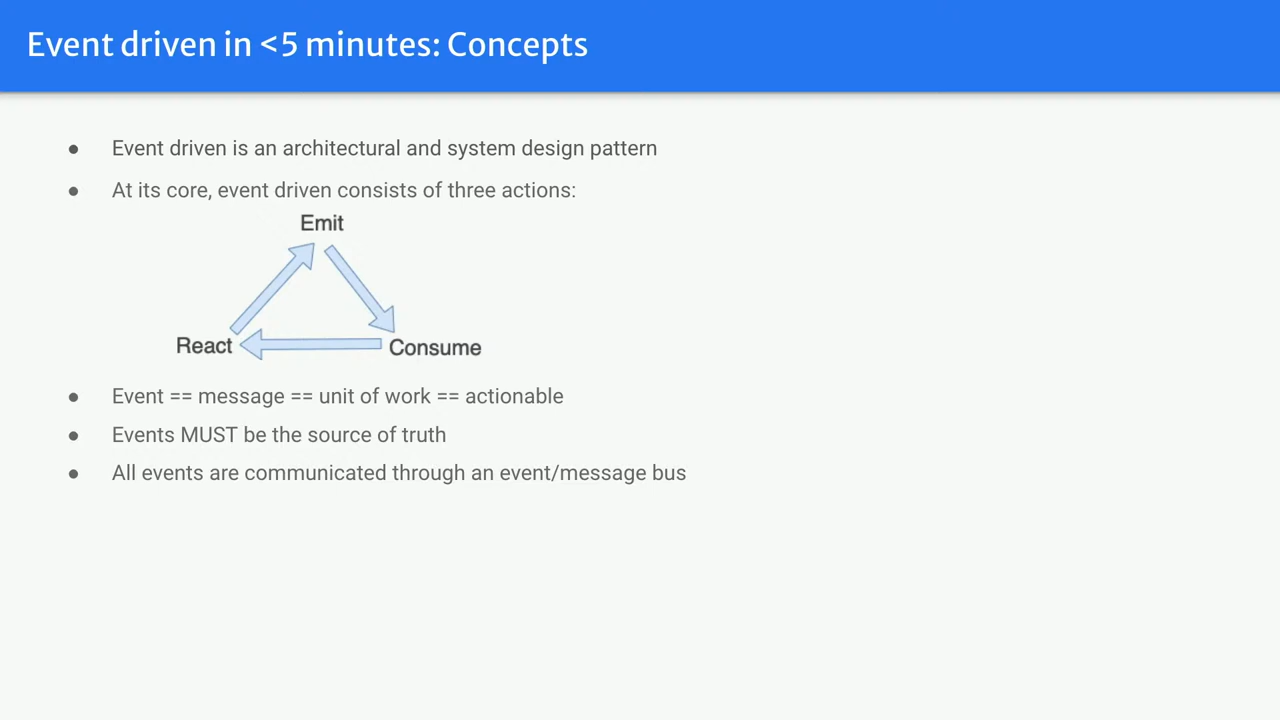 Event driven in <5 minutes: Concepts
● Event driven is an architectural and system design pattern
● At its core, event driven consists of three actions:
Emit
React
Consume
● Event == message == unit of work == actionable
● Events MUST be the source of truth
● All events are communicated through an event/message bus